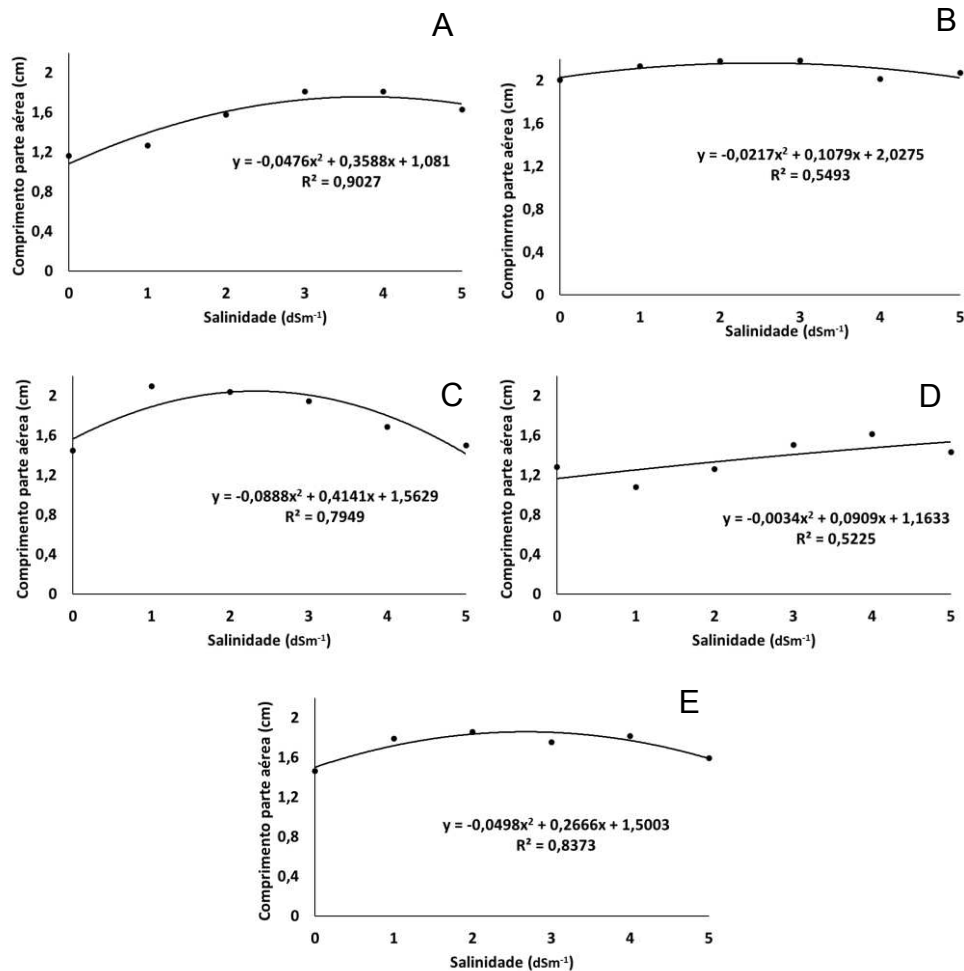 A
Comprimento parte aérea (cm)
2
1,6
1,2
0,8
0,4
0
y = -0,0476x² + 0,3588x + 1,081
R² = 0,9027
0 1 2 3 4 5
Salinidade (dSm⁻¹)
B
Comprimrnto parte aérea (cm)
2
1,6
1,2
0,8
0,4
0
y = -0,0217x² + 0,1079x + 2,0275
R² = 0,5493
0 1 2 3 4 5
Salinidade (dSm⁻¹)
C
Comprimento parte aérea (cm)
2
1,6
1,2
0,8
0,4
0
y = -0,0888x² + 0,4141x + 1,5629
R² = 0,7949
0 1 2 3 4 5
Salinidade (dSm⁻¹)
D
Comprimento parte aérea (cm)
2
1,6
1,2
0,8
0,4
0
y = -0,0034x² + 0,0909x + 1,1633
R² = 0,5225
0 1 2 3 4 5
Salinidade (dSm⁻¹)
E
Comprimento parte aérea (cm)
2
1,6
1,2
0,8
0,4
0
y = -0,0498x² + 0,2666x + 1,5003
R² = 0,8373
0 1 2 3 4 5
Salinidade (dSm⁻¹)